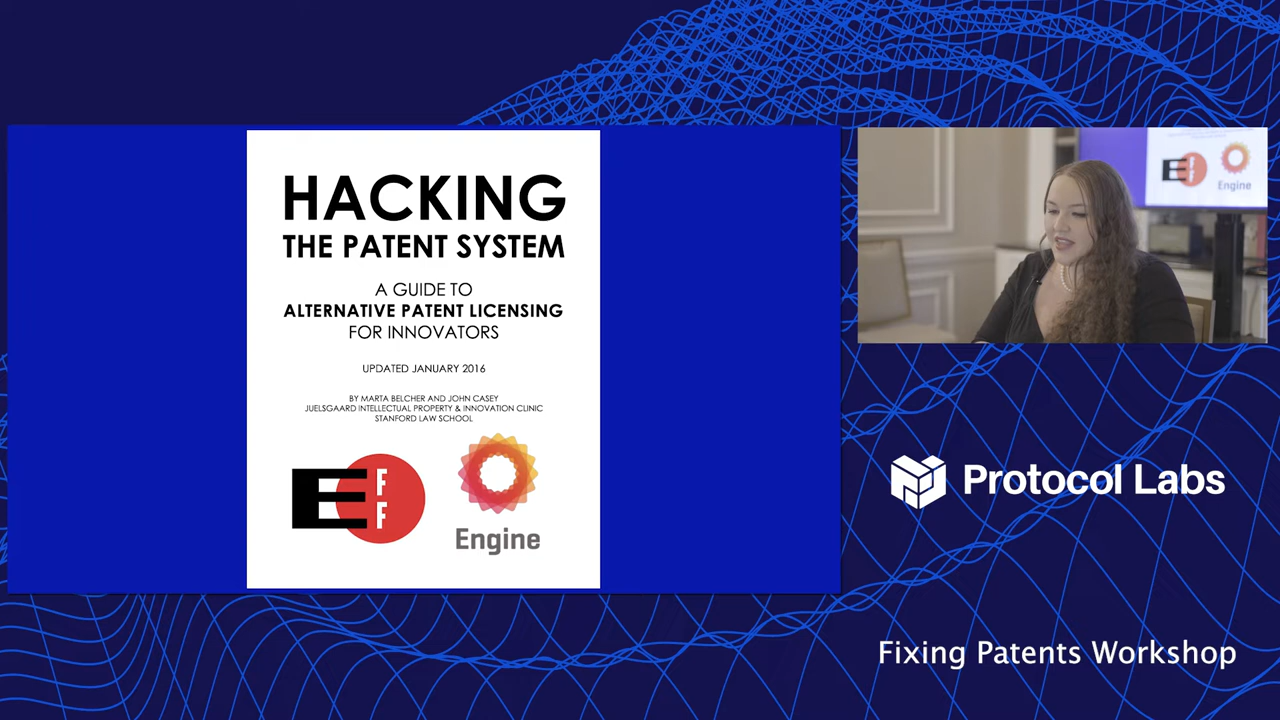 HACKING
THE PATENT SYSTEM
A GUIDE TO
ALTERNATIVE PATENT LICENSING
FOR INNOVATORS
UPDATED JANUARY 2016
BY MARTA BELCHER AND JOHN CASEY
JUELSGAARD INTELLECTUAL PROPERTY & INNOVATION CLINIC
STANFORD LAW SCHOOL
EFF
Engine
Engine
Protocol Labs
Fixing Patents Workshop